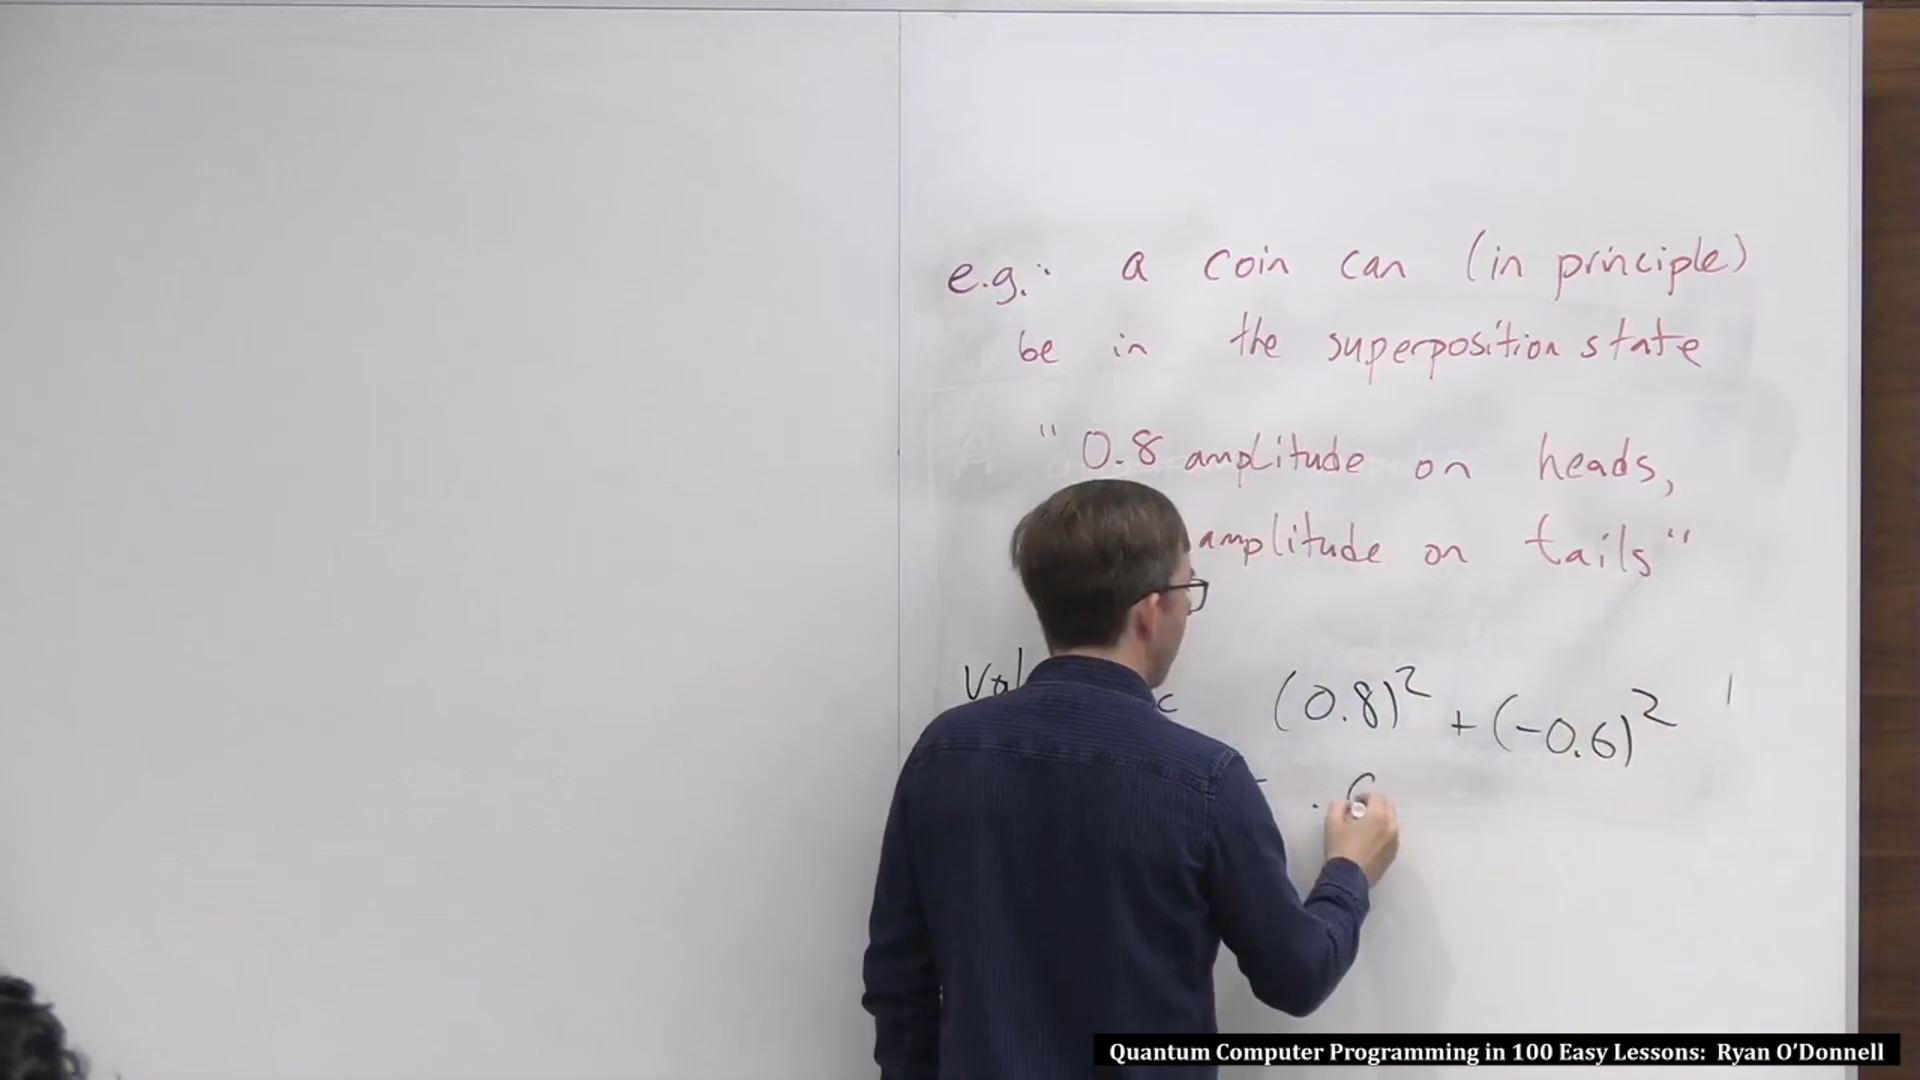 e.g.: a coin can (in principle)
be in the superposition state
"0.8 amplitude on heads,
amplitude on tails"
(0.8)² + (-0.6)² 1
Quantum Computer Programming in 100 Easy Lessons: Ryan O'Donnell